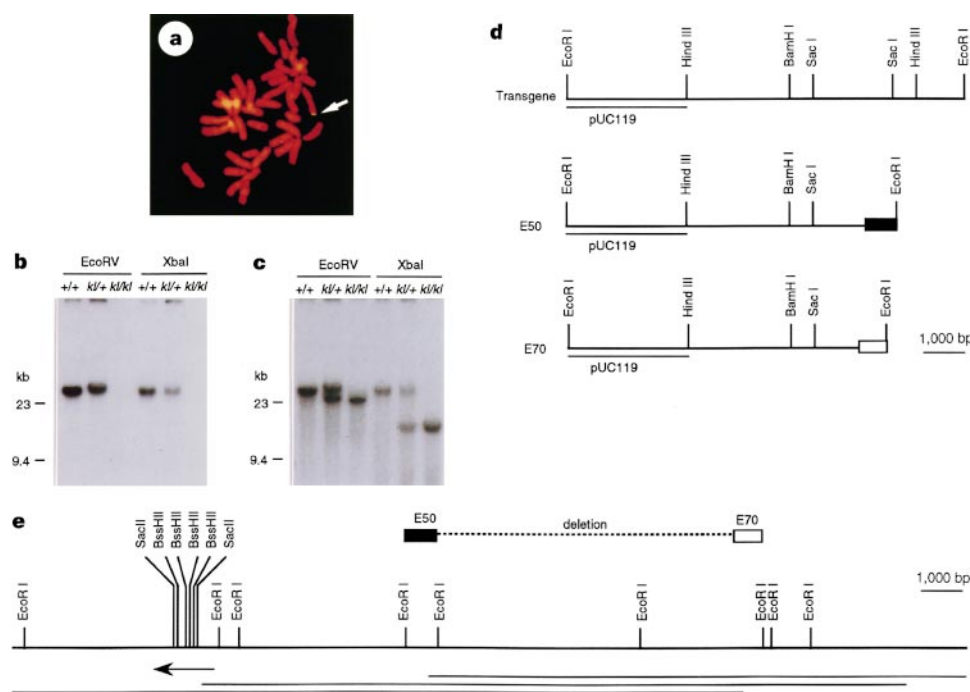 a
b
EcoRV XbaI
+/+ kl/+ kl/kl +/+ kl/+ kl/kl
kb
23
9.4
c
EcoRV XbaI
+/+ kl/+ kl/kl +/+ kl/+ kl/kl
kb
23
9.4
d
EcoR I Hind III BamH I Sac I Sac I Hind III EcoR I
Transgene
pUC119
EcoR I Hind III BamH I Sac I EcoR I
E50
pUC119
EcoR I Hind III BamH I Sac I EcoR I
E70
pUC119
1,000 bp
e
SacII BssHII BssHII BssHII BssHII SacII
E50 deletion E70
1,000 bp
EcoR I EcoR I EcoR I EcoR I EcoR I EcoR I EcoR I EcoR I EcoR I